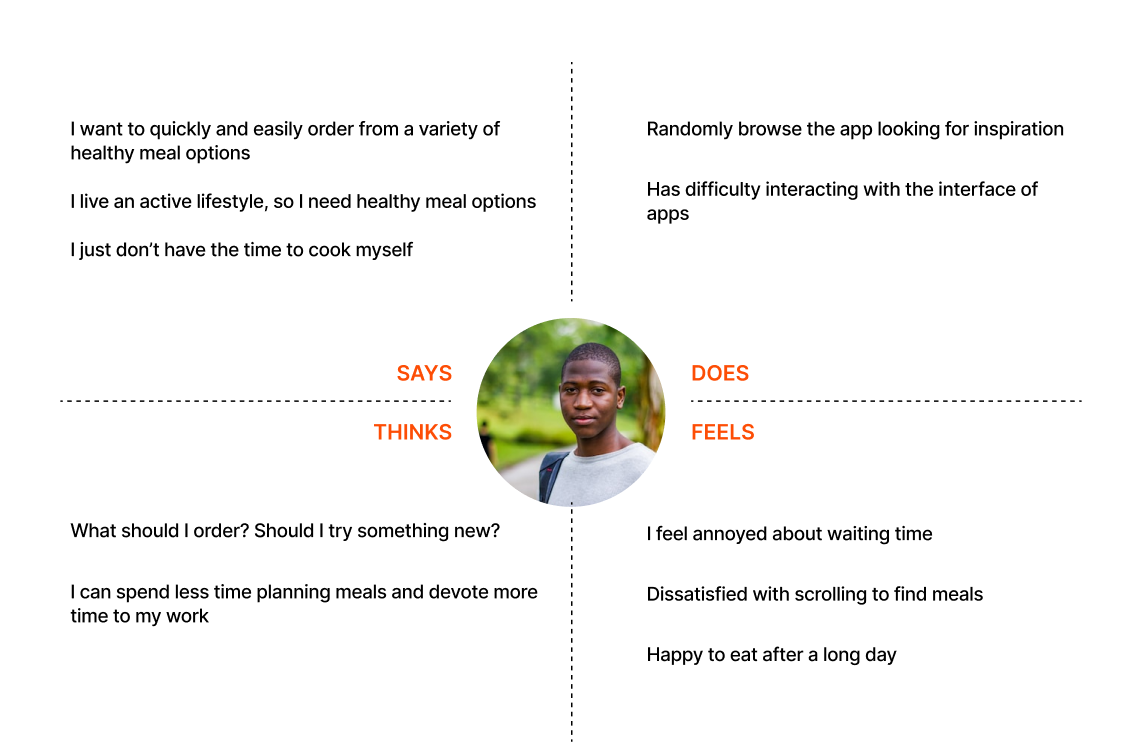 I want to quickly and easily order from a variety of
healthy meal options
I live an active lifestyle, so I need healthy meal options
I just don’t have the time to cook myself
SAYS
Randomly browse the app looking for inspiration
Has difficulty interacting with the interface of
apps
DOES
THINKS
What should I order? Should I try something new?
I can spend less time planning meals and devote more
time to my work
FEELS
I feel annoyed about waiting time
Dissatisfied with scrolling to find meals
Happy to eat after a long day